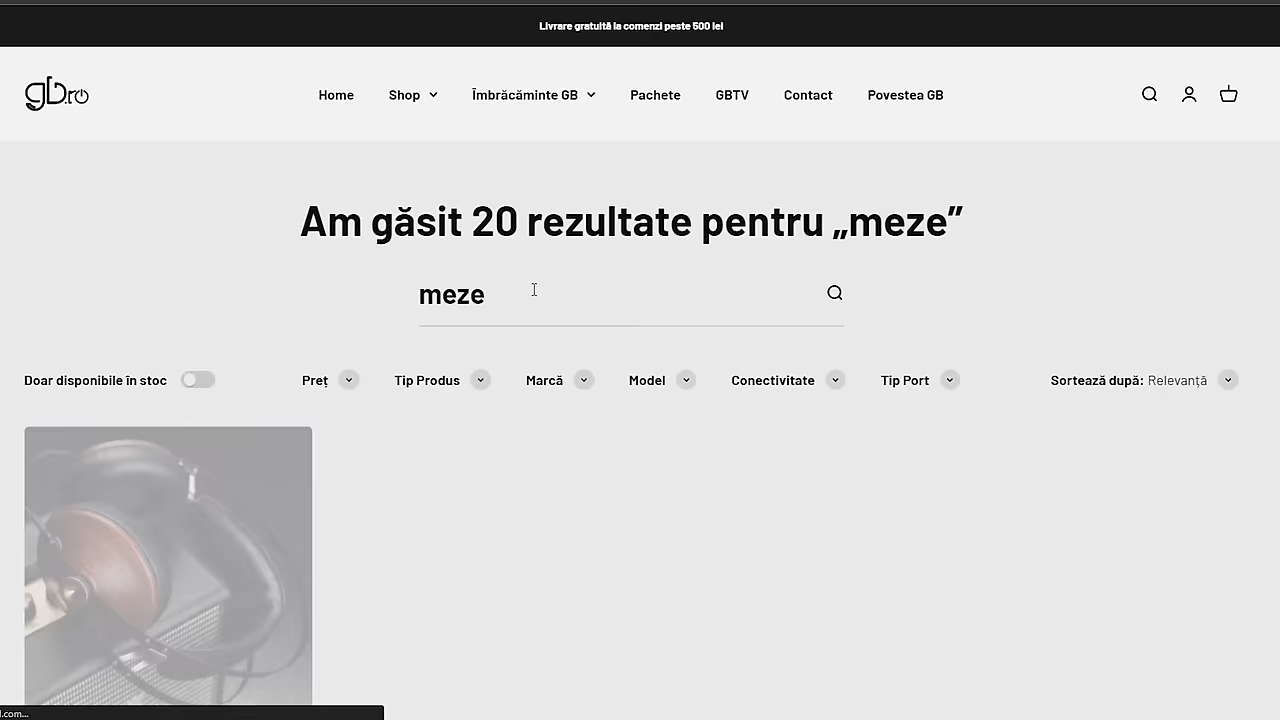 Livrare gratuită la comenzi peste 500 lei
gb.ro
Home Shop Îmbrăcăminte GB Pachete GBTV Contact Povestea GB
Am găsit 20 rezultate pentru „meze”
meze
Doar disponibile în stoc Preț Tip Produs Marcă Model Conectivitate Tip Port Sortează după: Relevanță
l.com...